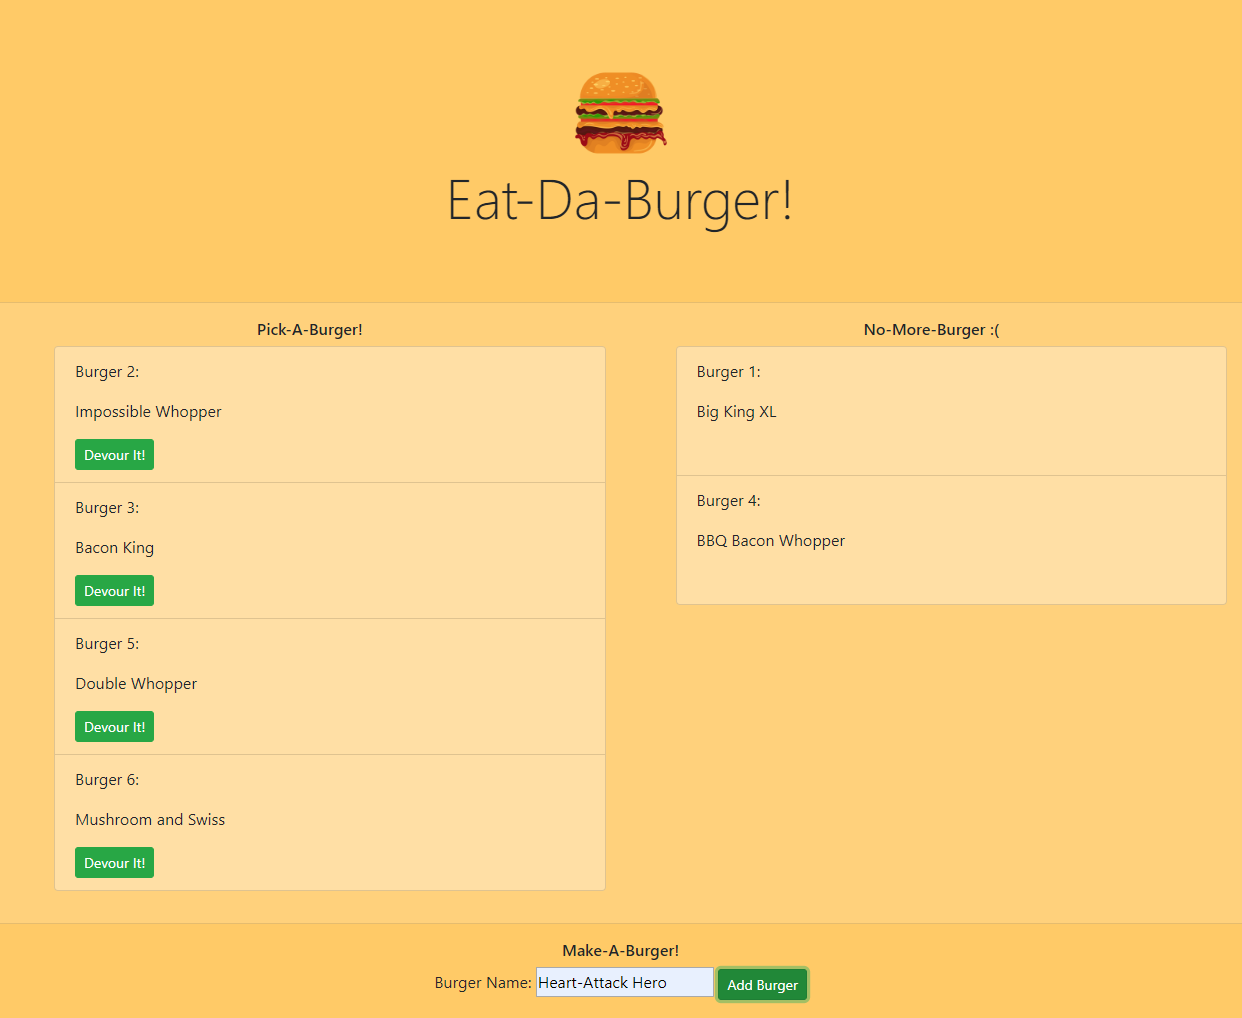 Eat-Da-Burger!
Pick-A-Burger!
Burger 2:
Impossible Whopper
Devour It!
Burger 3:
Bacon King
Devour It!
Burger 5:
Double Whopper
Devour It!
Burger 6:
Mushroom and Swiss
Devour It!
No-More-Burger :(
Burger 1:
Big King XL
Burger 4:
BBQ Bacon Whopper
Make-A-Burger!
Burger Name: Heart-Attack Hero Add Burger